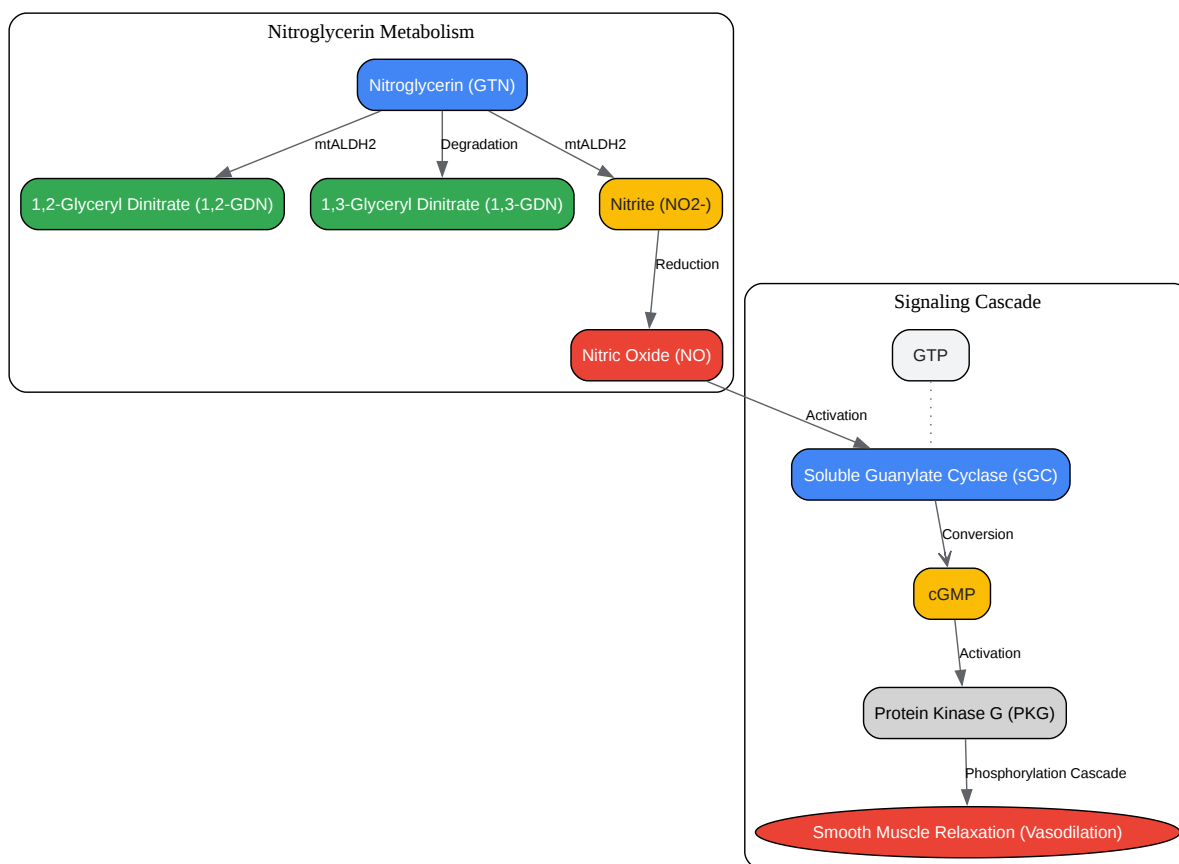 Nitroglycerin Metabolism
Nitroglycerin (GTN)
mtALDH2
Degradation
mtALDH2
1,2-Glyceryl Dinitrate (1,2-GDN)
1,3-Glyceryl Dinitrate (1,3-GDN)
Nitrite (NO2-)
Reduction
Nitric Oxide (NO)
Signaling Cascade
GTP
Activation
Soluble Guanylate Cyclase (sGC)
Conversion
cGMP
Activation
Protein Kinase G (PKG)
Phosphorylation Cascade
Smooth Muscle Relaxation (Vasodilation)